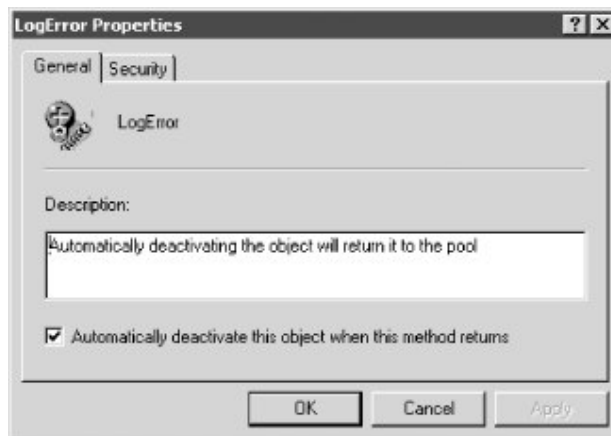 LogError Properties
General Security
LogError
Description:
Automatically deactivating the object will return it to the pool
Automatically deactivate this object when this method returns
OK Cancel Apply